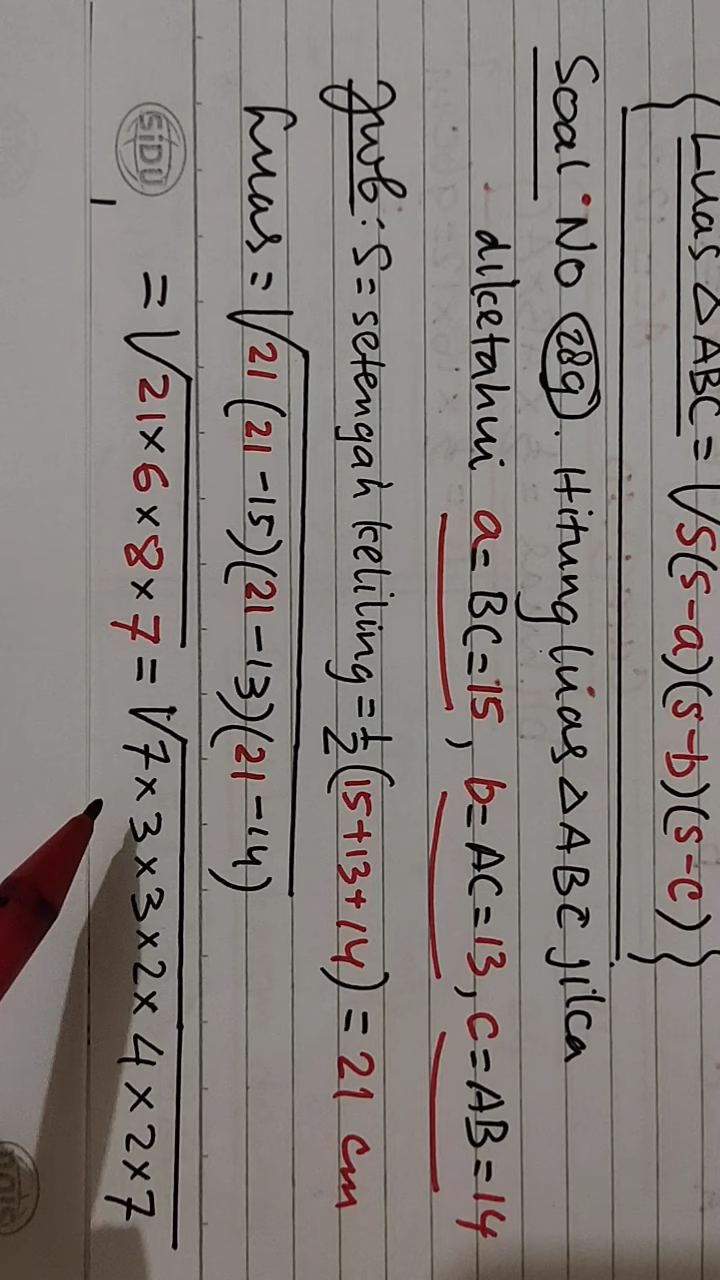 { Luas △ABC = √s(s-a)(s-b)(s-c) }
Soal No 289. Hitung luas △ABC jika
diketahui a=BC=15, b=AC=13, c=AB=14
Jwb: S=setengah keliling=½(15+13+14)=21 cm
Luas=√21(21-15)(21-13)(21-14)
=√21×6×8×7=√7×3×3×2×4×2×7
SiDU